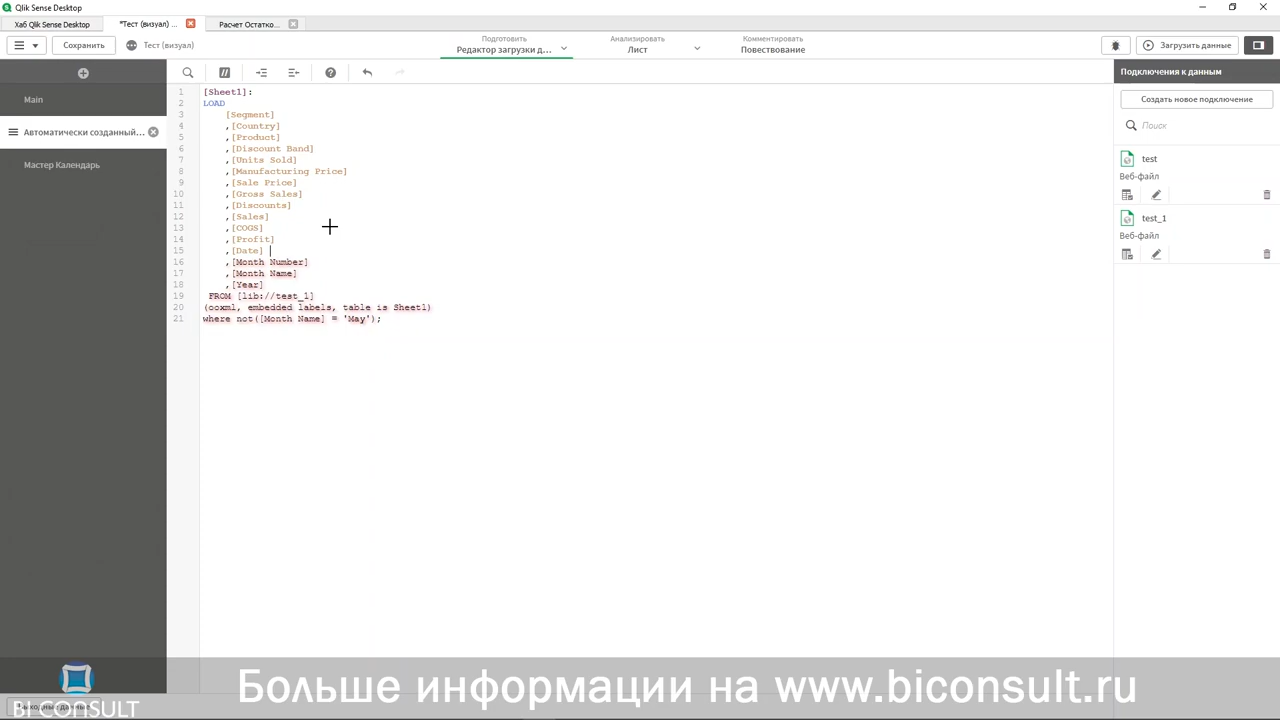 Qlik Sense Desktop
Хаб Qlik Sense Desktop
*Тест (визуал) ...
Расчет Остатко...
Сохранить
Тест (визуал)
Подготовить
Редактор загрузки д...
Анализировать
Лист
Комментировать
Повествование
Загрузить данные
Main
Автоматически созданный...
Мастер Календарь
1 [Sheet1]:
2 LOAD
3 [Segment]
4 ,[Country]
5 ,[Product]
6 ,[Discount Band]
7 ,[Units Sold]
8 ,[Manufacturing Price]
9 ,[Sale Price]
10 ,[Gross Sales]
11 ,[Discounts]
12 ,[Sales]
13 ,[COGS]
14 ,[Profit]
15 ,[Date]
16 ,[Month Number]
17 ,[Month Name]
18 ,[Year]
19 FROM [lib://test_1]
20 (ooxml, embedded labels, table is Sheet1)
21 where not([Month Name] = 'May');
Подключения к данным
Создать новое подключение
Поиск
test
Веб-файл
test_1
Веб-файл
BI CONSULT
Больше информации на www.biconsult.ru